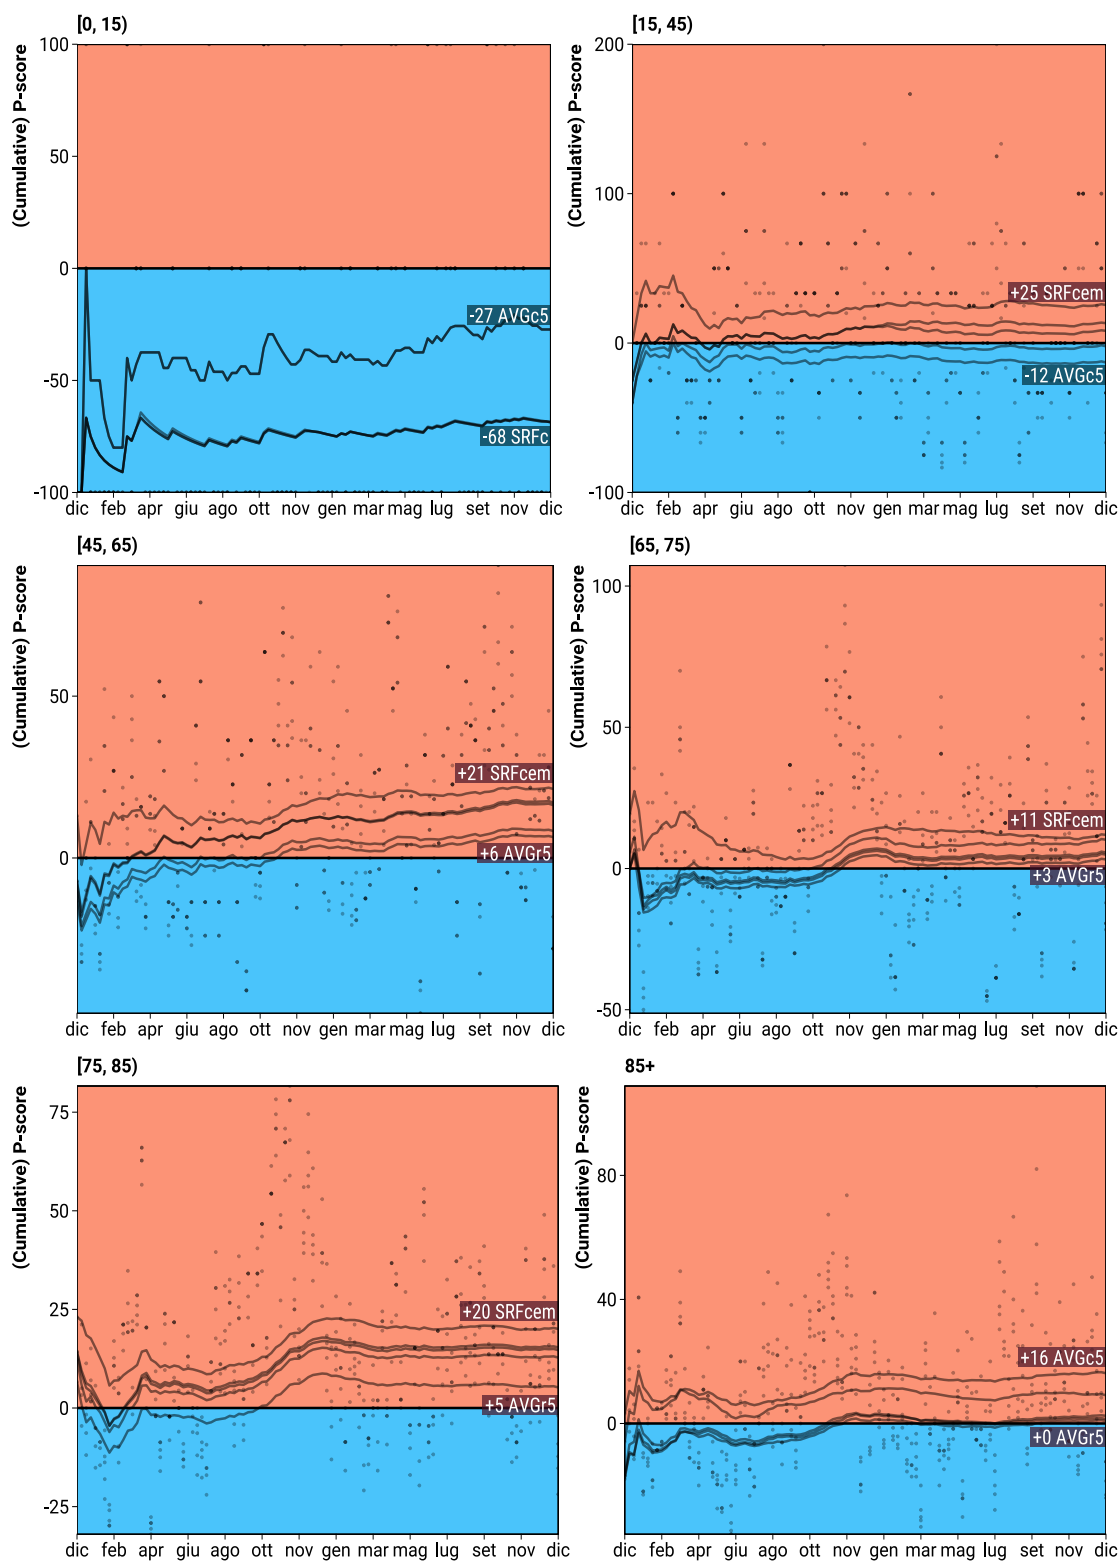 [0, 15)
(Cumulative) P-score
100
50
0
-50
-100
-27 AVGc5
-68 SRFc
dic feb apr giu ago ott nov gen mar mag lug set nov dic
[15, 45)
(Cumulative) P-score
200
100
0
-100
+25 SRFcem
-12 AVGc5
dic feb apr giu ago ott nov gen mar mag lug set nov dic
[45, 65)
(Cumulative) P-score
50
0
+21 SRFcem
+6 AVGr5
dic feb apr giu ago ott nov gen mar mag lug set nov dic
[65, 75)
(Cumulative) P-score
100
50
0
-50
+11 SRFcem
+3 AVGr5
dic feb apr giu ago ott nov gen mar mag lug set nov dic
[75, 85)
(Cumulative) P-score
75
50
25
0
-25
+20 SRFcem
+5 AVGr5
dic feb apr giu ago ott nov gen mar mag lug set nov dic
85+
(Cumulative) P-score
80
40
0
+16 AVGc5
+0 AVGr5
dic feb apr giu ago ott nov gen mar mag lug set nov dic